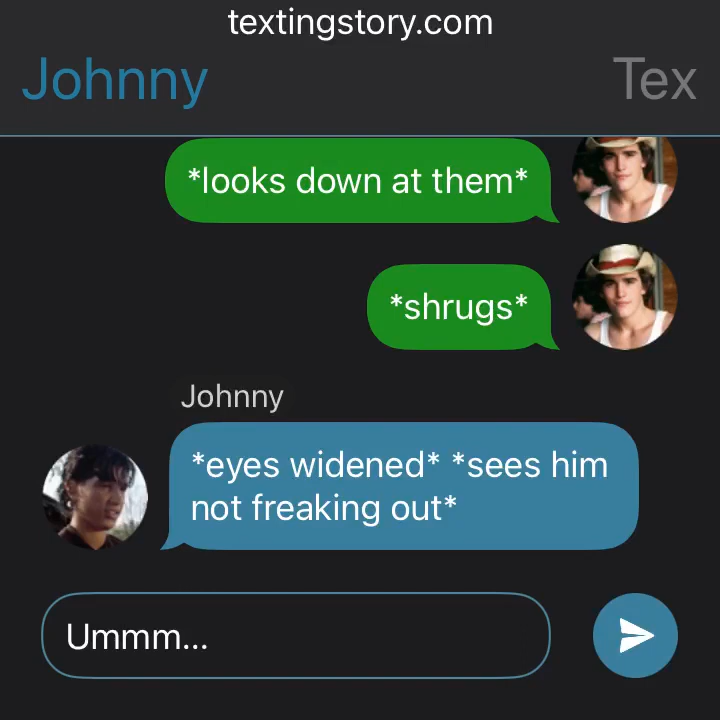 textingstory.com
Johnny
Tex
*looks down at them*
*shrugs*
Johnny
*eyes widened* *sees him
not freaking out*
Ummm...